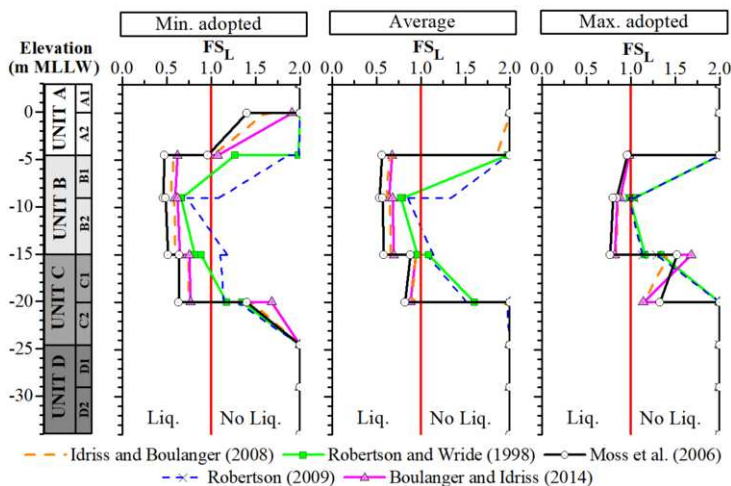 Min. adopted
Average
Max. adopted
Elevation
(m MLLW)
FSL
FSL
FSL
0.0 0.5 1.0 1.5 2.0
0.0 0.5 1.0 1.5 2.0
0.0 0.5 1.0 1.5 2.0
0
-5
-10
-15
-20
-30
UNIT A
A1
A2
UNIT B
B1
B2
UNIT C
C1
C2
UNIT D
D1
D2
Liq. No Liq.
Liq. No Liq.
Liq. No Liq.
Idriss and Boulanger (2008) Robertson and Wride (1998) Moss et al. (2006)
Robertson (2009) Boulanger and Idriss (2014)